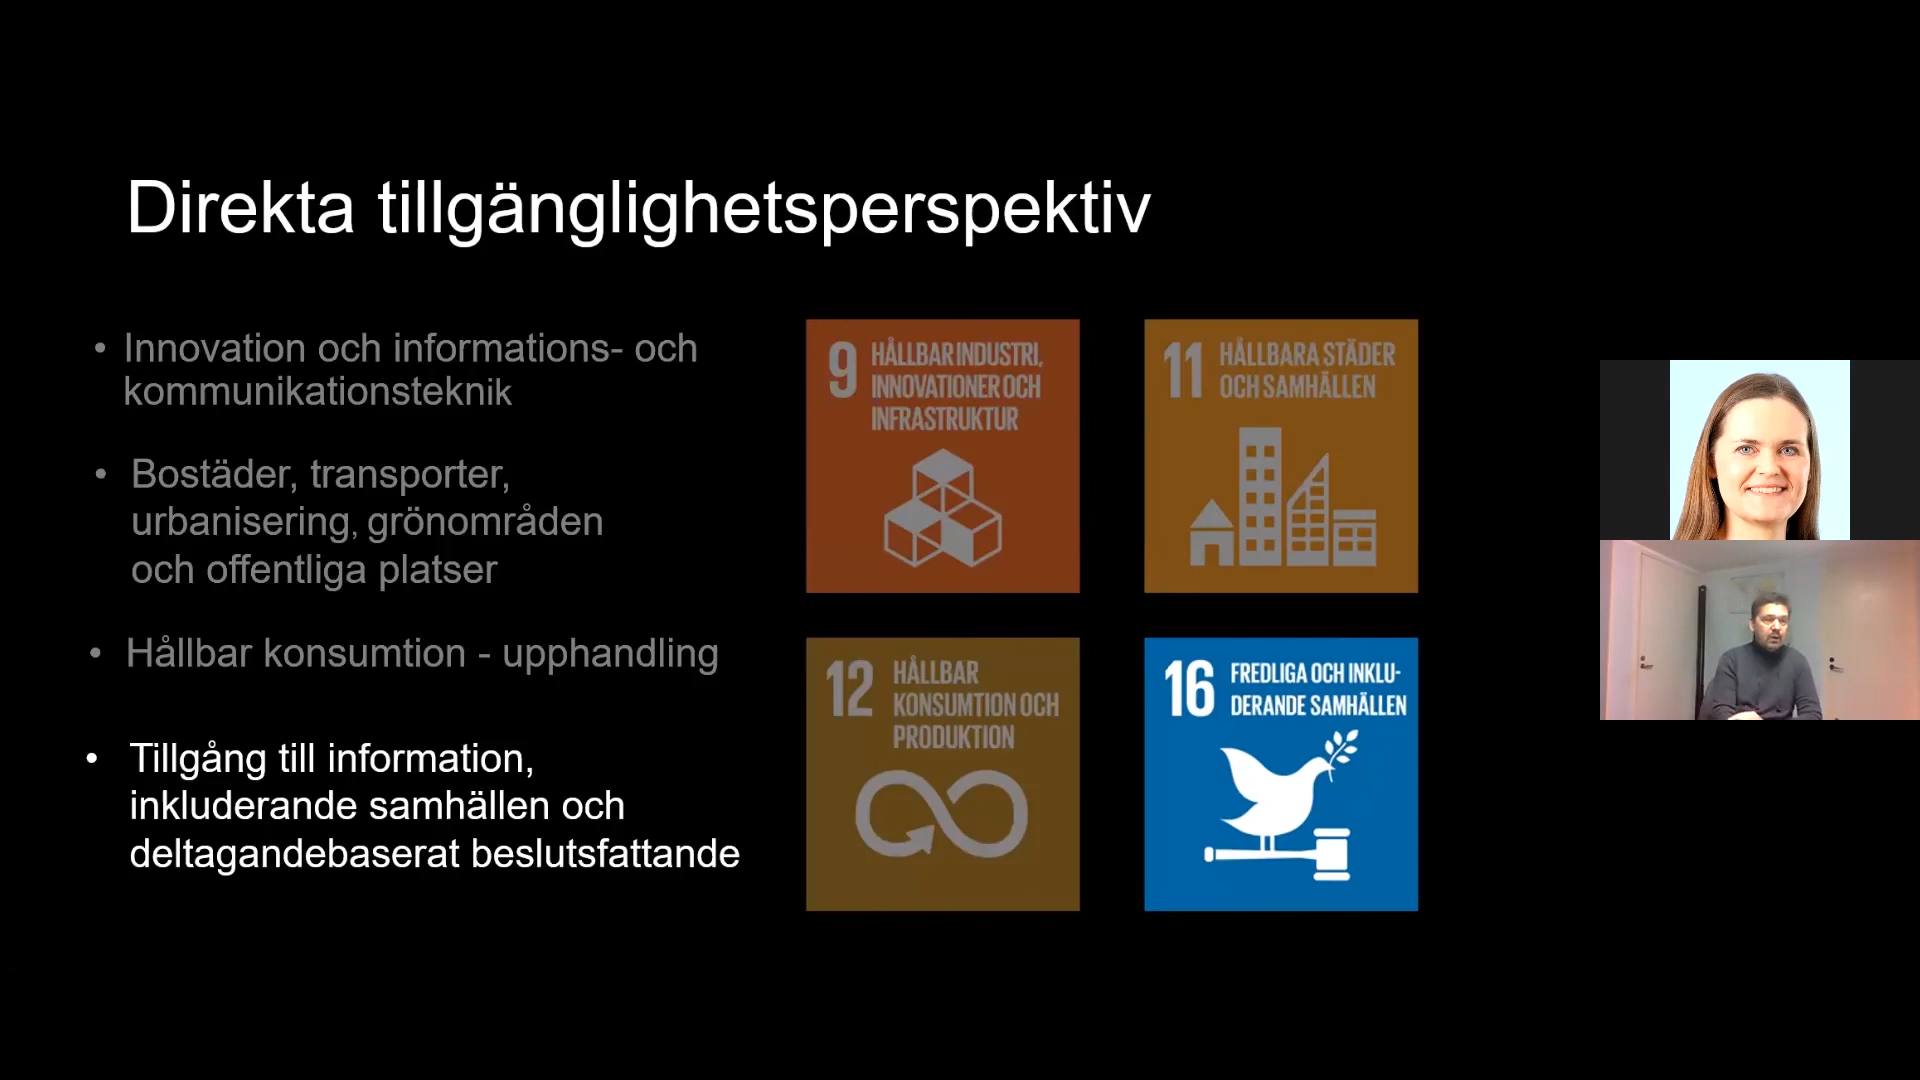 Direkta tillgänglighetsperspektiv
• Innovation och informations- och
kommunikationsteknik
• Bostäder, transporter,
urbanisering, grönområden
och offentliga platser
• Hållbar konsumtion - upphandling
• Tillgång till information,
inkluderande samhällen och
deltagandebaserat beslutsfattande
9 HÅLLBAR INDUSTRI,
INNOVATIONER OCH
INFRASTRUKTUR
11 HÅLLBARA STÄDER
OCH SAMHÄLLEN
12 HÅLLBAR
KONSUMTION OCH
PRODUKTION
16 FREDLIGA OCH INKLU-
DERANDE SAMHÄLLEN